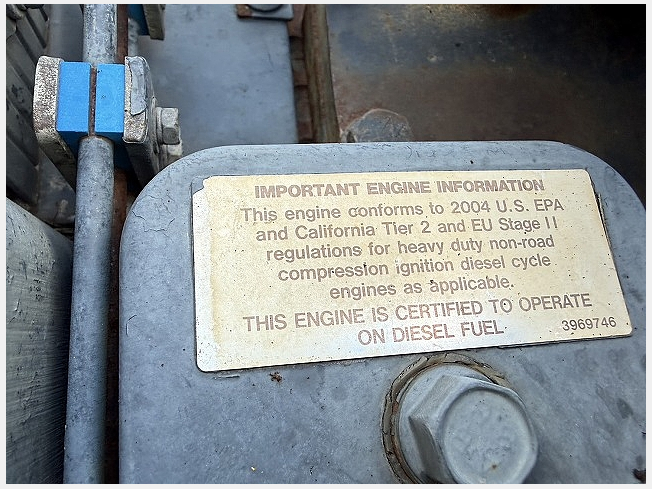 IMPORTANT ENGINE INFORMATION
This engine conforms to 2004 U.S. EPA
and California Tier 2 and EU Stage II
regulations for heavy duty non-road
compression ignition diesel cycle
engines as applicable.
THIS ENGINE IS CERTIFIED TO OPERATE
ON DIESEL FUEL
3969746